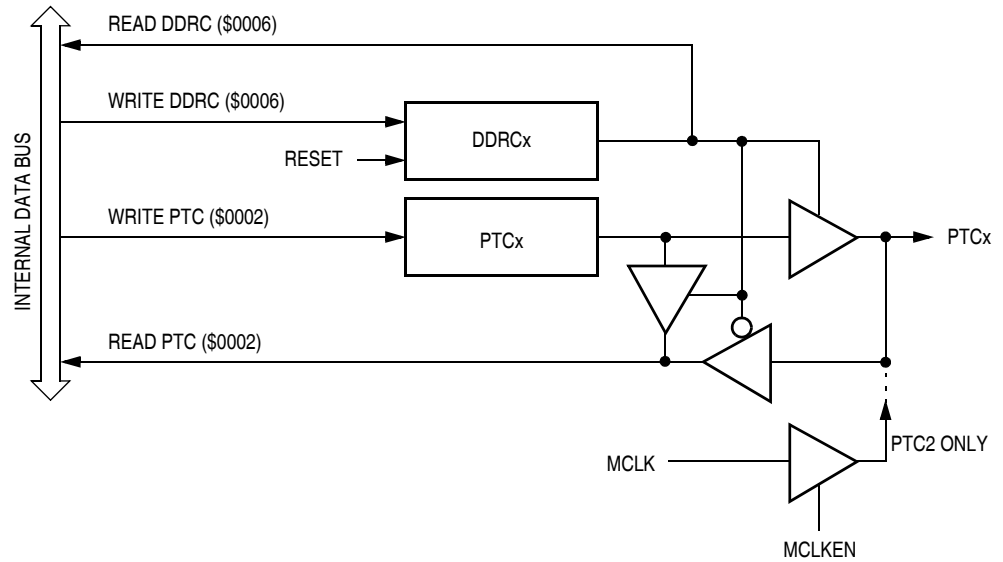 READ DDRC ($0006)
WRITE DDRC ($0006)
DDRCx
RESET
INTERNAL DATA BUS
WRITE PTC ($0002)
PTCx
PTCx
READ PTC ($0002)
PTC2 ONLY
MCLK
MCLKEN